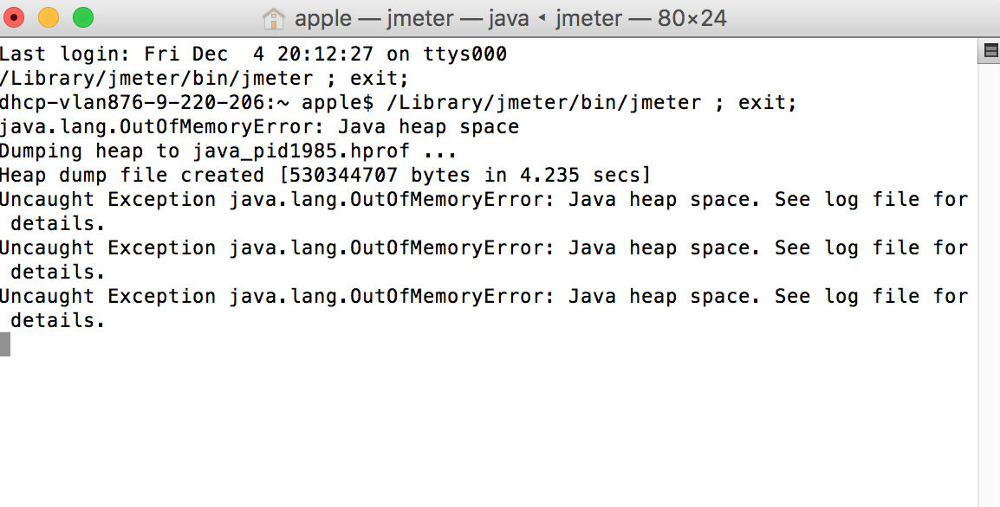 apple — jmeter — java ◂ jmeter — 80×24
Last login: Fri Dec  4 20:12:27 on ttys000
/Library/jmeter/bin/jmeter ; exit;
dhcp-vlan876-9-220-206:~ apple$ /Library/jmeter/bin/jmeter ; exit;
java.lang.OutOfMemoryError: Java heap space
Dumping heap to java_pid1985.hprof ...
Heap dump file created [530344707 bytes in 4.235 secs]
Uncaught Exception java.lang.OutOfMemoryError: Java heap space. See log file for
 details.
Uncaught Exception java.lang.OutOfMemoryError: Java heap space. See log file for
 details.
Uncaught Exception java.lang.OutOfMemoryError: Java heap space. See log file for
 details.